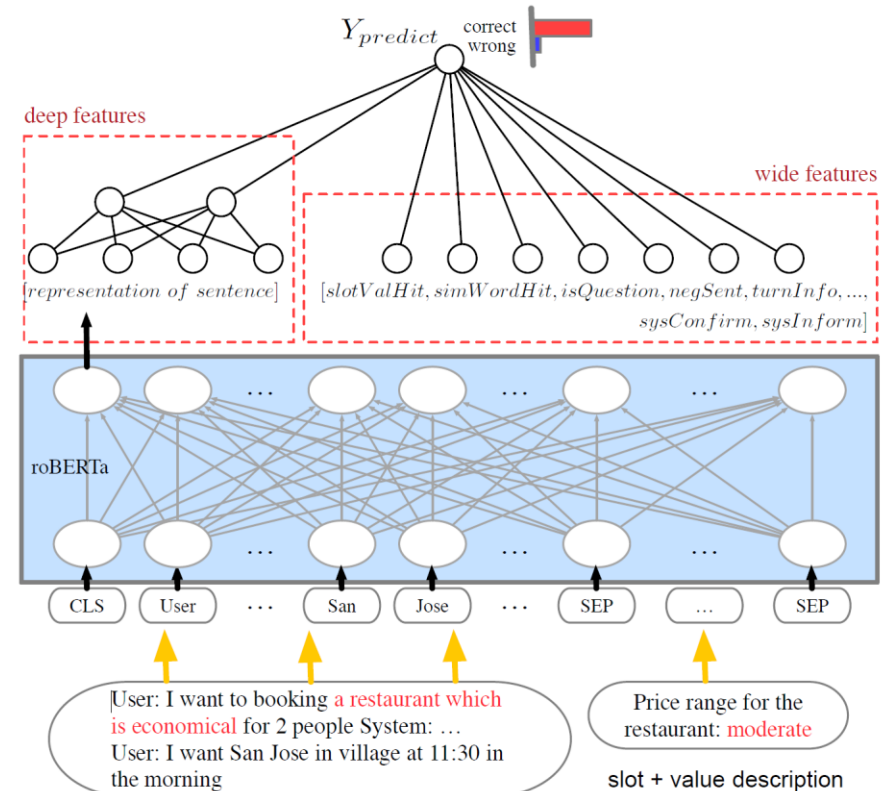 Y_predict
correct
wrong
deep features
wide features
[representation of sentence]
[slotValHit, simWordHit, isQuestion, negSent, turnInfo, ...,
sysConfirm, sysInform]
... ... ...
roBERTa
... ...
CLS User ... San Jose ... SEP ... SEP
User: I want to booking a restaurant which
is economical for 2 people System: …
User: I want San Jose in village at 11:30 in
the morning
Price range for the
restaurant: moderate
slot + value description